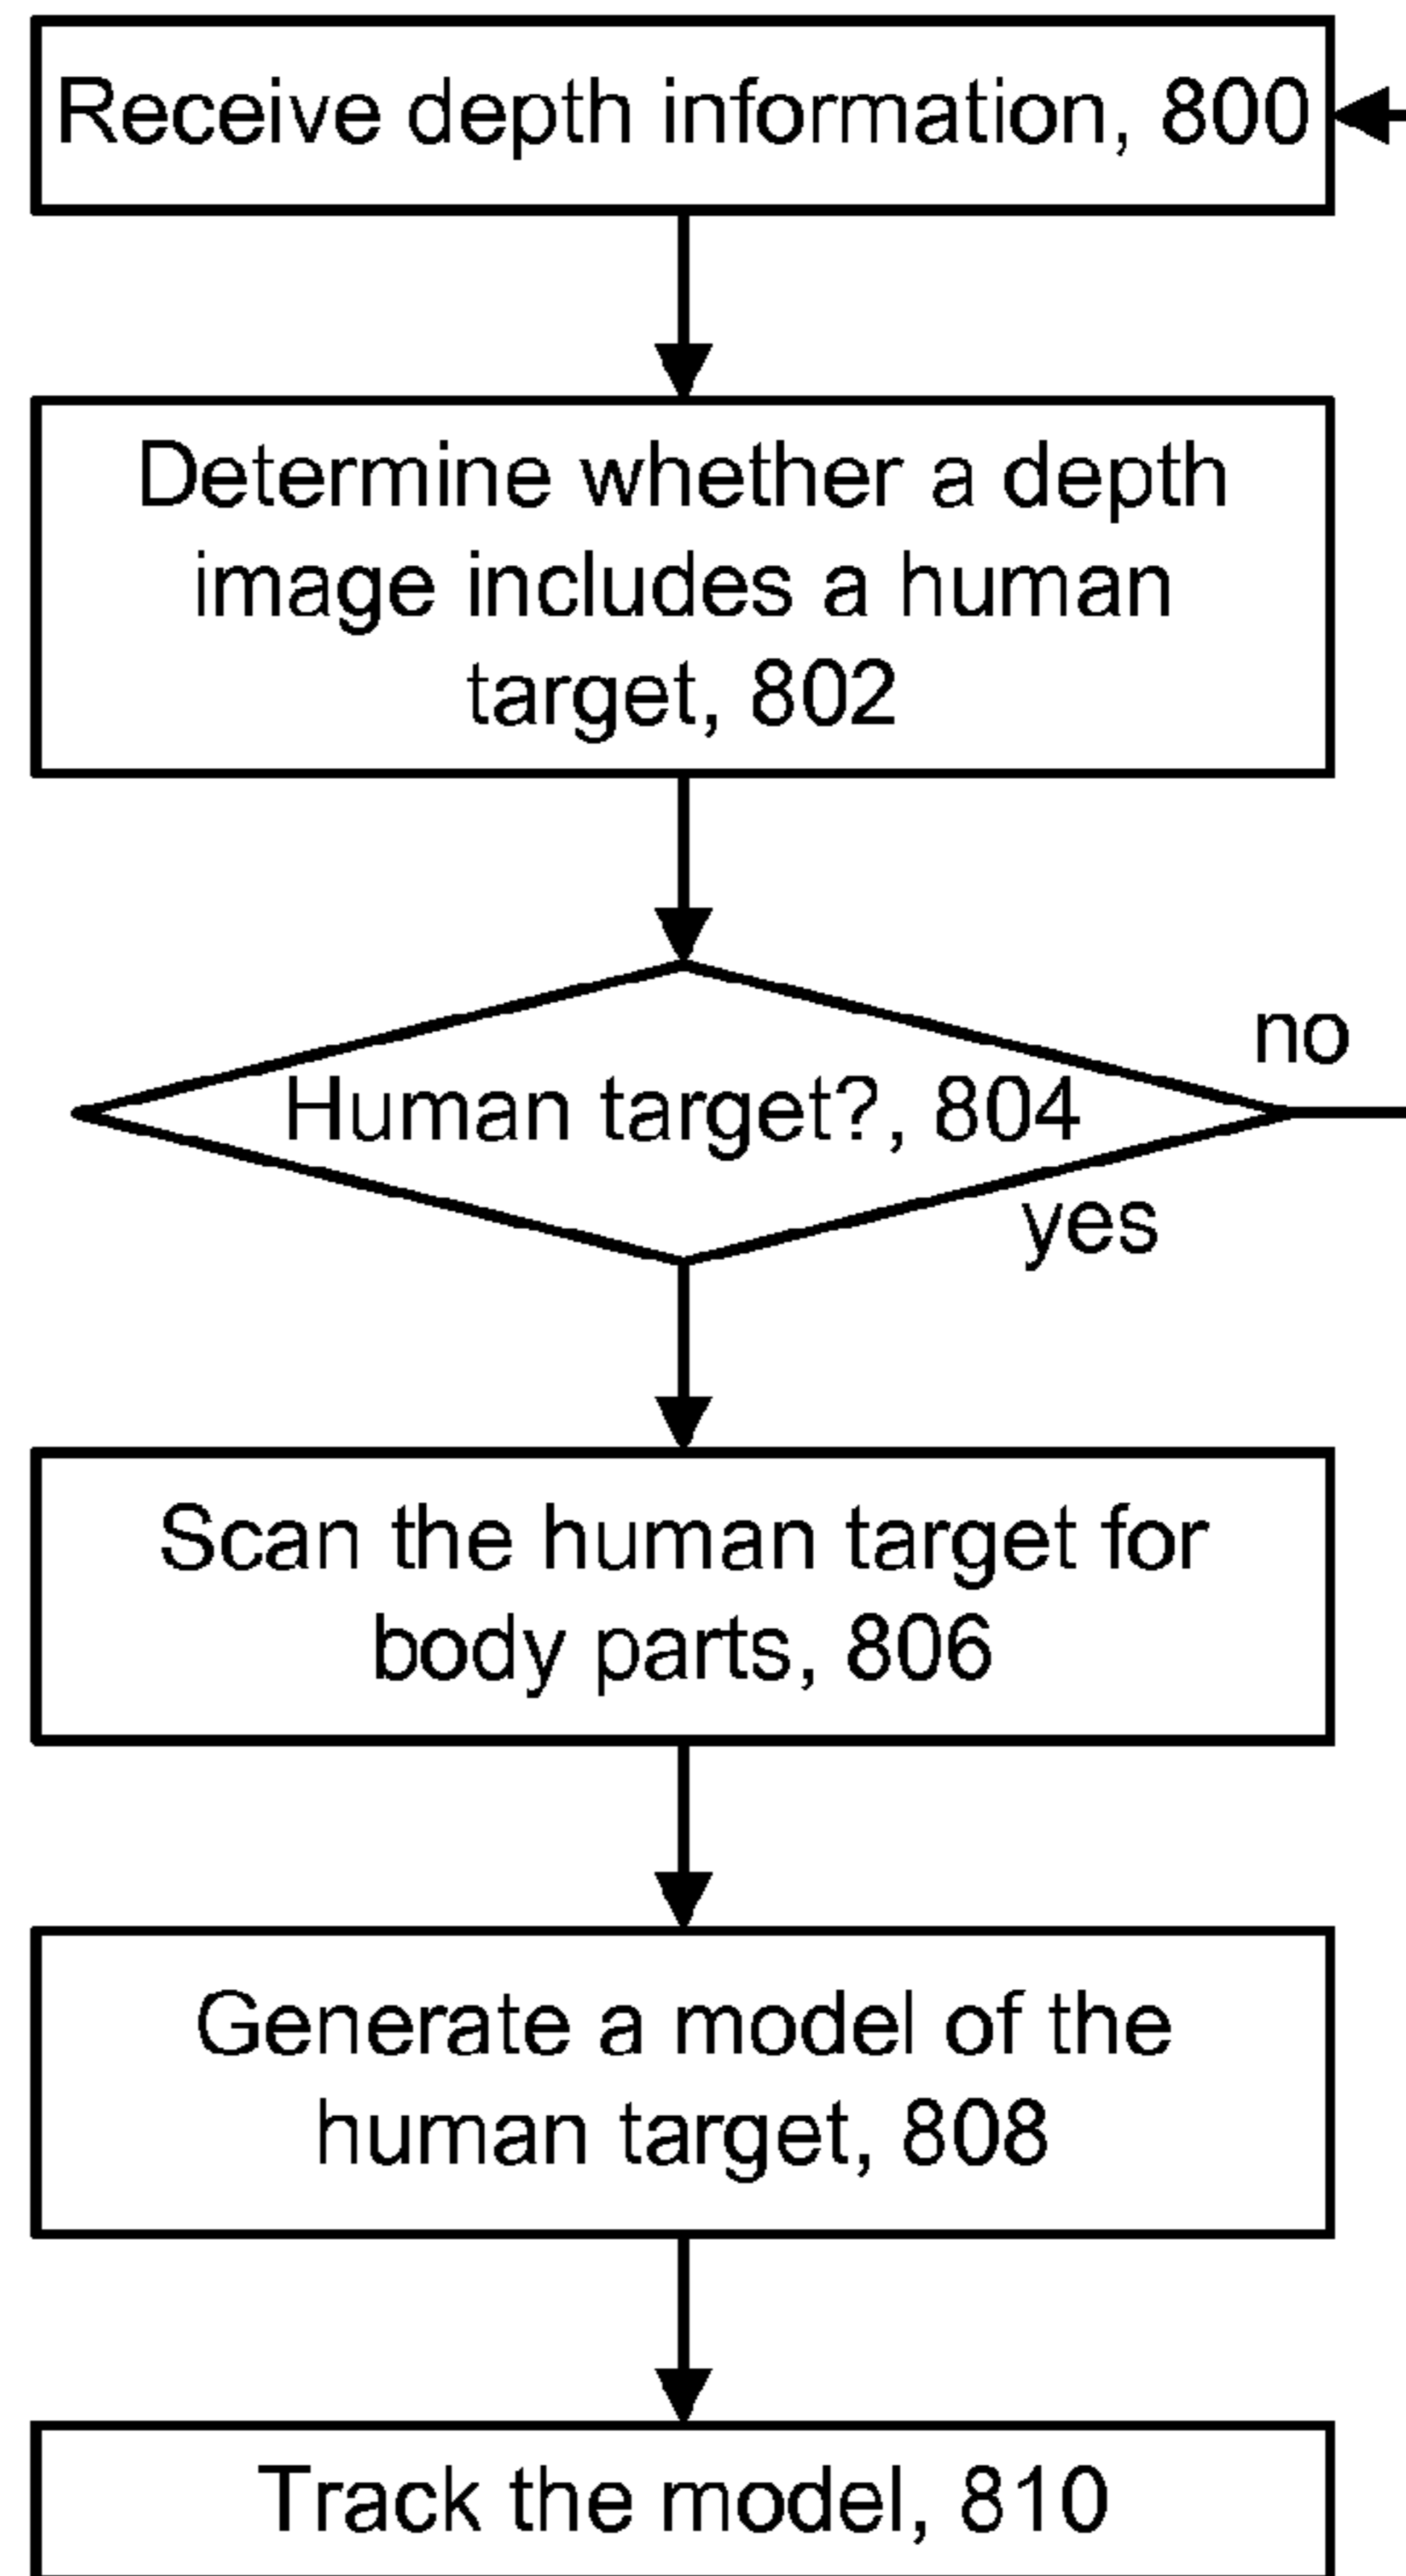 Receive depth information, 800
Determine whether a depth
image includes a human
target, 802
no
Human target?, 804
yes
Scan the human target for
body parts, 806
Generate a model of the
human target, 808
Track the model, 810